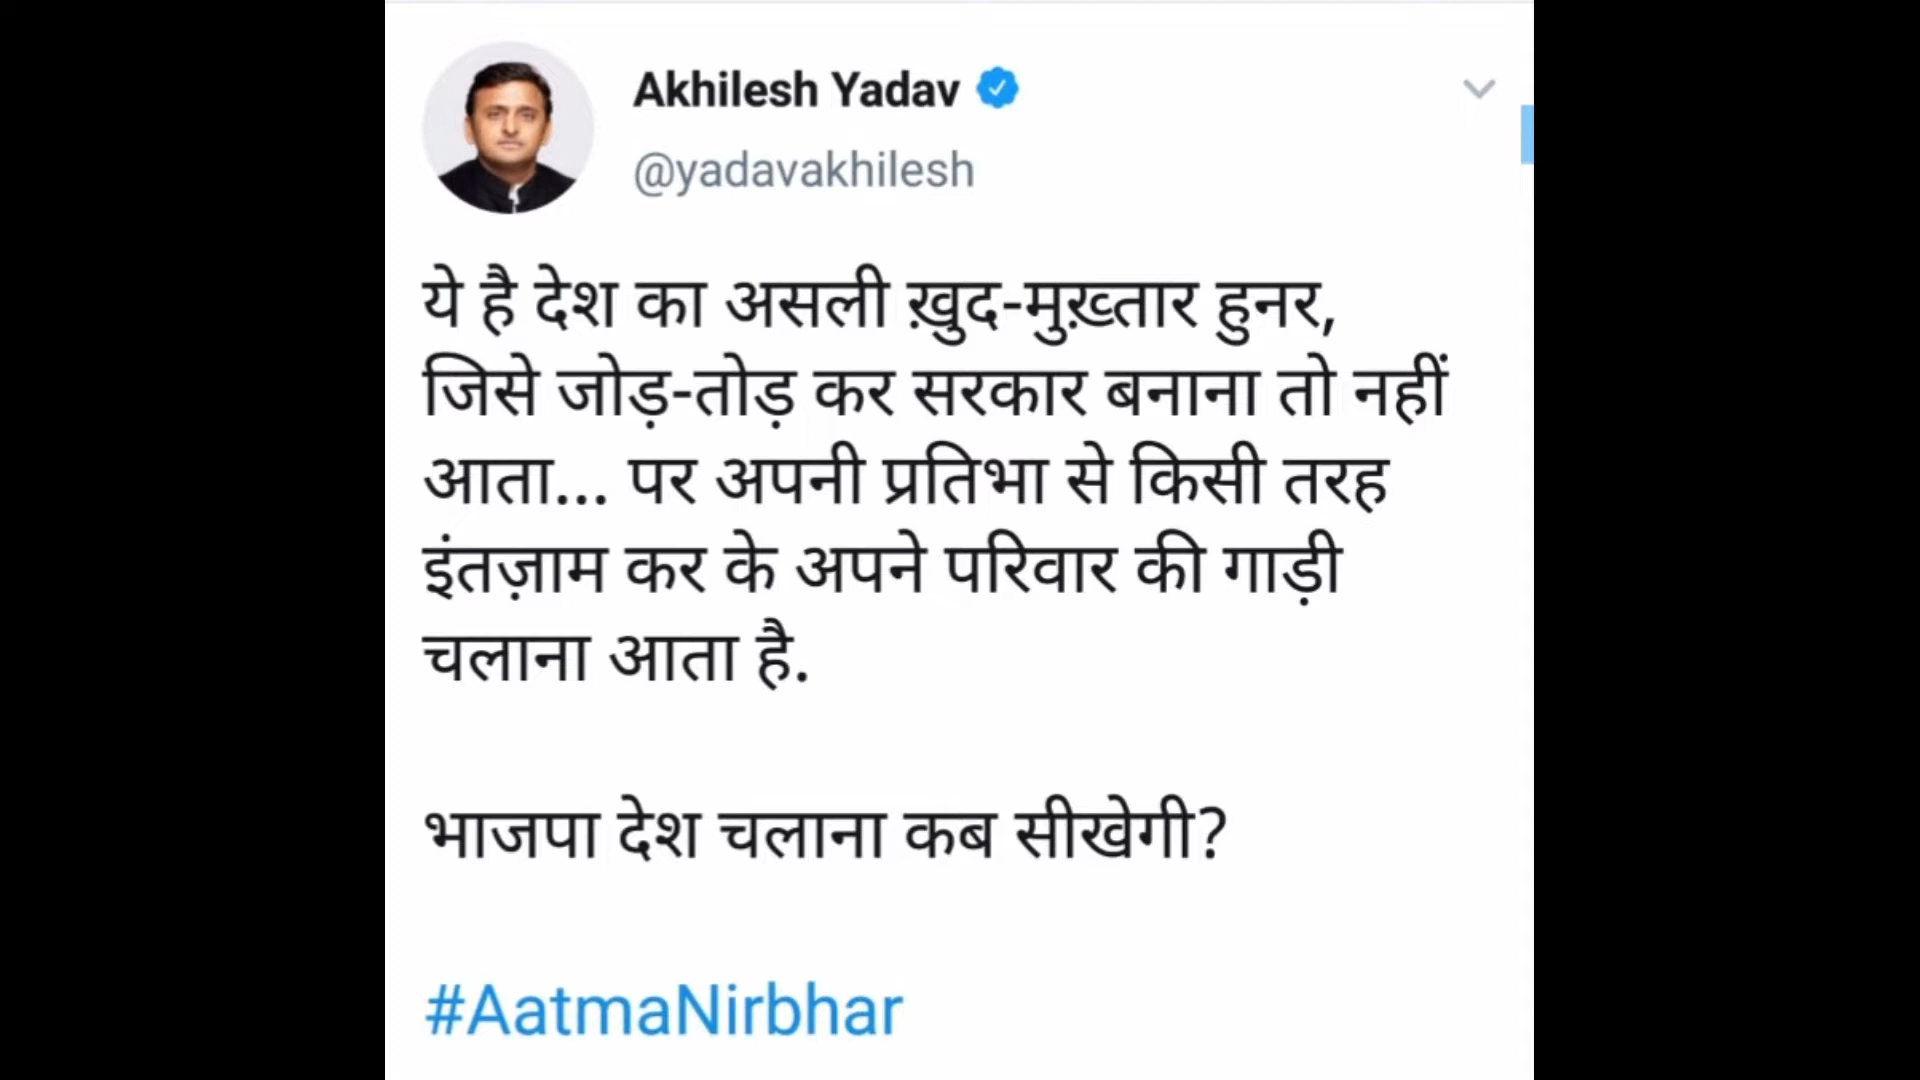 Akhilesh Yadav
@yadavakhilesh
ये है देश का असली ख़ुद-मुख़्तार हुनर,
जिसे जोड़-तोड़ कर सरकार बनाना तो नहीं
आता... पर अपनी प्रतिभा से किसी तरह
इंतज़ाम कर के अपने परिवार की गाड़ी
चलाना आता है.
भाजपा देश चलाना कब सीखेगी?
#AatmaNirbhar